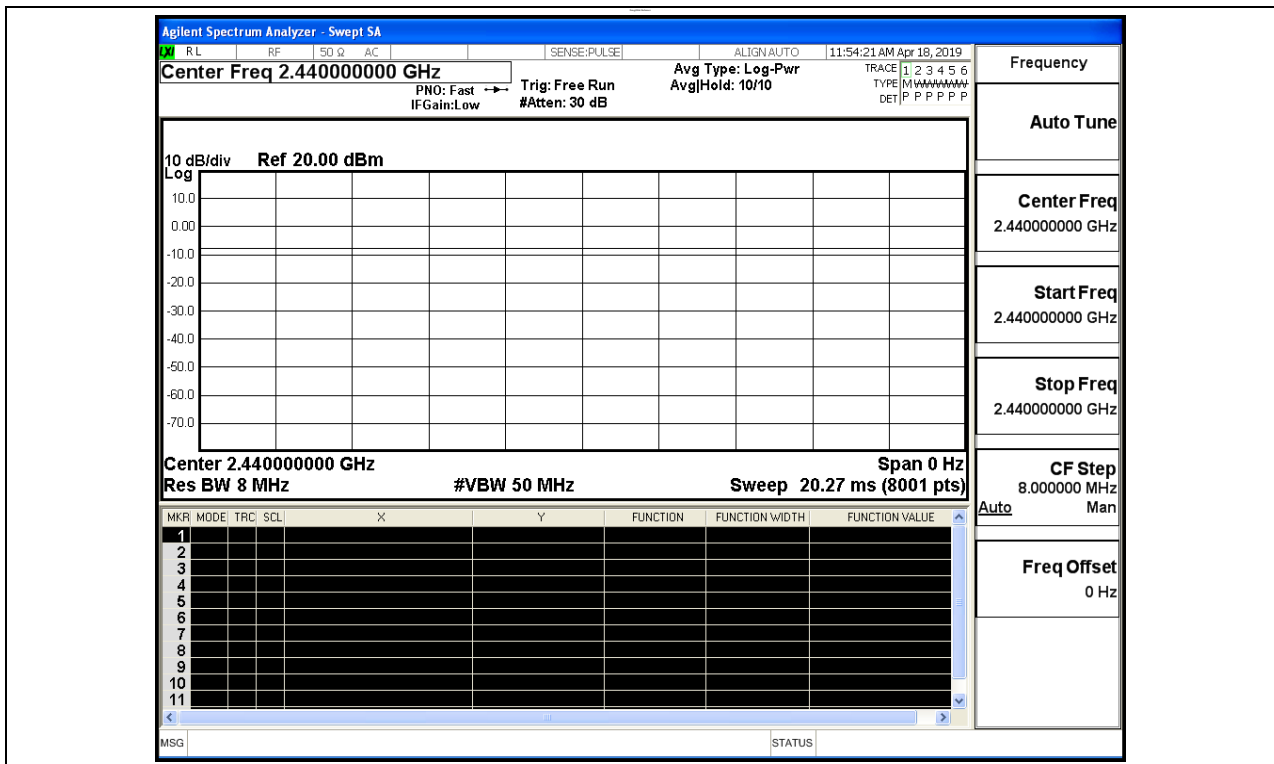 Agilent Spectrum Analyzer - Swept SA
LXI RL RF 50 Ω AC SENSE:PULSE ALIGN AUTO 11:54:21 AM Apr 18, 2019
Center Freq 2.440000000 GHz
PNO: Fast
IFGain:Low
Trig: Free Run
#Atten: 30 dB
Avg Type: Log-Pwr
Avg|Hold: 10/10
TRACE 1 2 3 4 5 6
TYPE M W W W W W
DET P P P P P P
10 dB/div Ref 20.00 dBm
Log
10.0
0.00
-10.0
-20.0
-30.0
-40.0
-50.0
-60.0
-70.0
Center 2.440000000 GHz Span 0 Hz
Res BW 8 MHz #VBW 50 MHz Sweep 20.27 ms (8001 pts)
MKR MODE TRC SCL X Y FUNCTION FUNCTION WIDTH FUNCTION VALUE
1
2
3
4
5
6
7
8
9
10
11
MSG STATUS
Frequency
Auto Tune
Center Freq
2.440000000 GHz
Start Freq
2.440000000 GHz
Stop Freq
2.440000000 GHz
CF Step
8.000000 MHz
Auto Man
Freq Offset
0 Hz